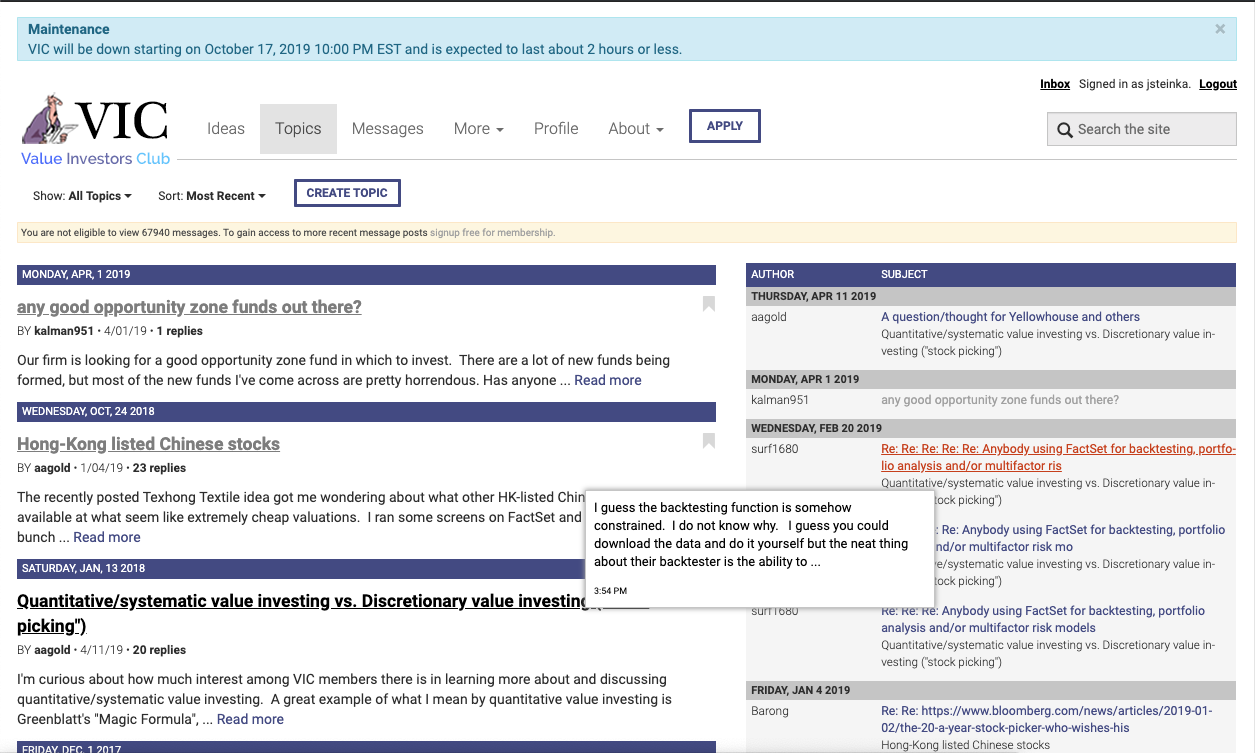 Maintenance
VIC will be down starting on October 17, 2019 10:00 PM EST and is expected to last about 2 hours or less.
×
Inbox Signed in as jsteinka. Logout
VIC
Value Investors Club
Ideas Topics Messages More Profile About APPLY
Search the site
Show: All Topics Sort: Most Recent CREATE TOPIC
You are not eligible to view 67940 messages. To gain access to more recent message posts signup free for membership.
MONDAY, APR, 1 2019
any good opportunity zone funds out there?
BY kalman951 • 4/01/19 • 1 replies
Our firm is looking for a good opportunity zone fund in which to invest.  There are a lot of new funds being
formed, but most of the new funds I've come across are pretty horrendous. Has anyone ... Read more
WEDNESDAY, OCT, 24 2018
Hong-Kong listed Chinese stocks
BY aagold • 1/04/19 • 23 replies
The recently posted Texhong Textile idea got me wondering about what other HK-listed Chin
available at what seem like extremely cheap valuations.  I ran some screens on FactSet and
bunch ... Read more
SATURDAY, JAN, 13 2018
Quantitative/systematic value investing vs. Discretionary value investing
picking")
BY aagold • 4/11/19 • 20 replies
I'm curious about how much interest among VIC members there is in learning more about and discussing
quantitative/systematic value investing.  A great example of what I mean by quantitative value investing is
Greenblatt's "Magic Formula", ... Read more
FRIDAY, DEC, 1 2017
AUTHOR SUBJECT
THURSDAY, APR 11 2019
aagold A question/thought for Yellowhouse and others
Quantitative/systematic value investing vs. Discretionary value in-
vesting ("stock picking")
MONDAY, APR 1 2019
kalman951 any good opportunity zone funds out there?
WEDNESDAY, FEB 20 2019
surf1680 Re: Re: Re: Re: Re: Anybody using FactSet for backtesting, portfo-
lio analysis and/or multifactor ris
Quantitative/systematic value investing vs. Discretionary value in-
tock picking")
: Re: Anybody using FactSet for backtesting, portfolio
nd/or multifactor risk mo
ve/systematic value investing vs. Discretionary value in-
tock picking")
surf1680 Re: Re: Re: Anybody using FactSet for backtesting, portfolio
analysis and/or multifactor risk models
Quantitative/systematic value investing vs. Discretionary value in-
vesting ("stock picking")
FRIDAY, JAN 4 2019
Barong Re: Re: https://www.bloomberg.com/news/articles/2019-01-
02/the-20-a-year-stock-picker-who-wishes-his
Hong-Kong listed Chinese stocks
I guess the backtesting function is somehow
constrained.  I do not know why.   I guess you could
download the data and do it yourself but the neat thing
about their backtester is the ability to ...
3:54 PM